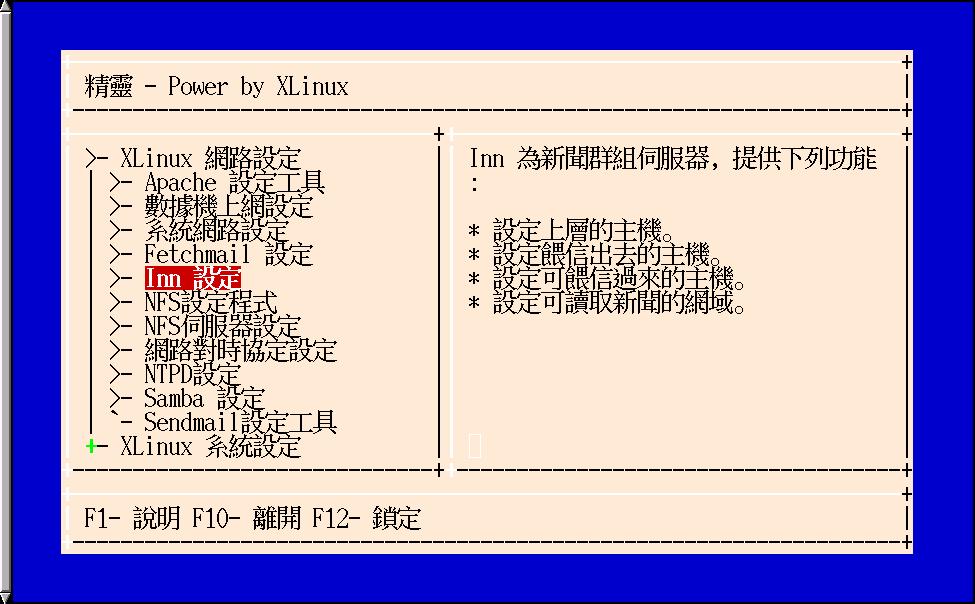 精靈 - Power by XLinux
>- XLinux 網路設定
| >- Apache 設定工具
| >- 數據機上網設定
| >- 系統網路設定
| >- Fetchmail 設定
| >- Inn 設定
| >- NFS設定程式
| >- NFS伺服器設定
| >- 網路對時協定設定
| >- NTPD設定
| >- Samba 設定
| `- Sendmail設定工具
+- XLinux 系統設定
Inn 為新聞群組伺服器, 提供下列功能
:
* 設定上層的主機。
* 設定餵信出去的主機。
* 設定可餵信過來的主機。
* 設定可讀取新聞的網域。
F1- 說明 F10- 離開 F12- 鎖定